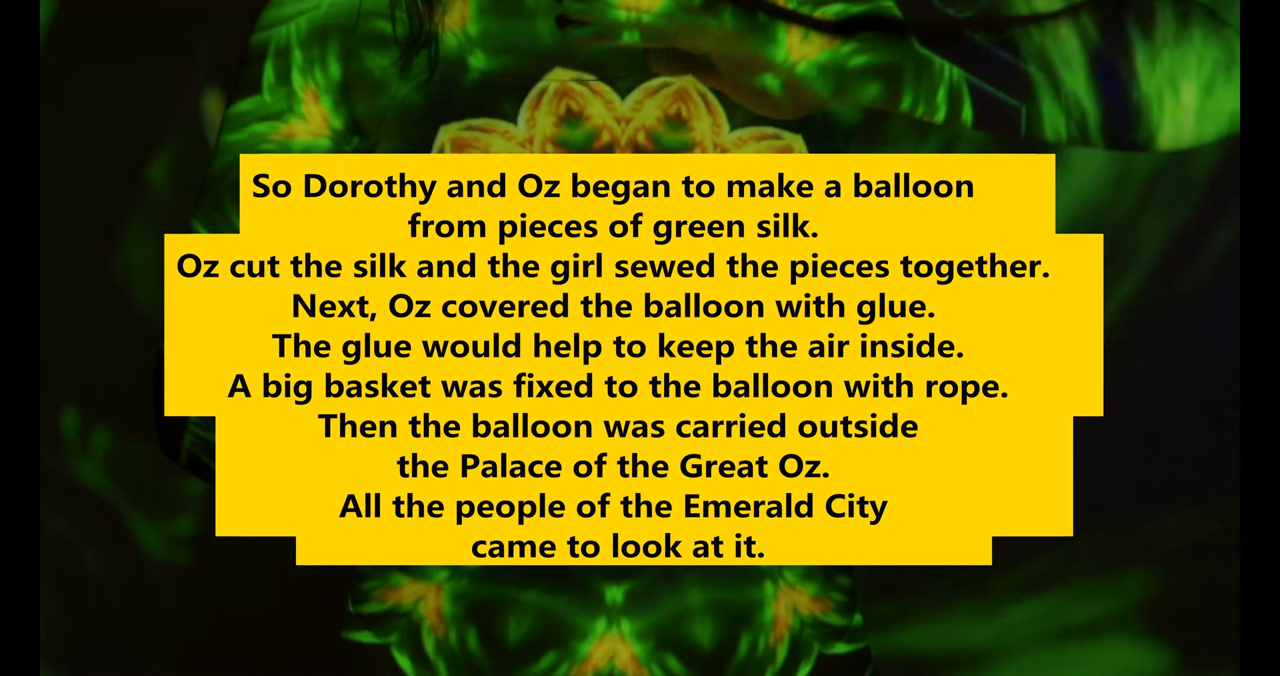 So Dorothy and Oz began to make a balloon
from pieces of green silk.
Oz cut the silk and the girl sewed the pieces together.
Next, Oz covered the balloon with glue.
The glue would help to keep the air inside.
A big basket was fixed to the balloon with rope.
Then the balloon was carried outside
the Palace of the Great Oz.
All the people of the Emerald City
came to look at it.